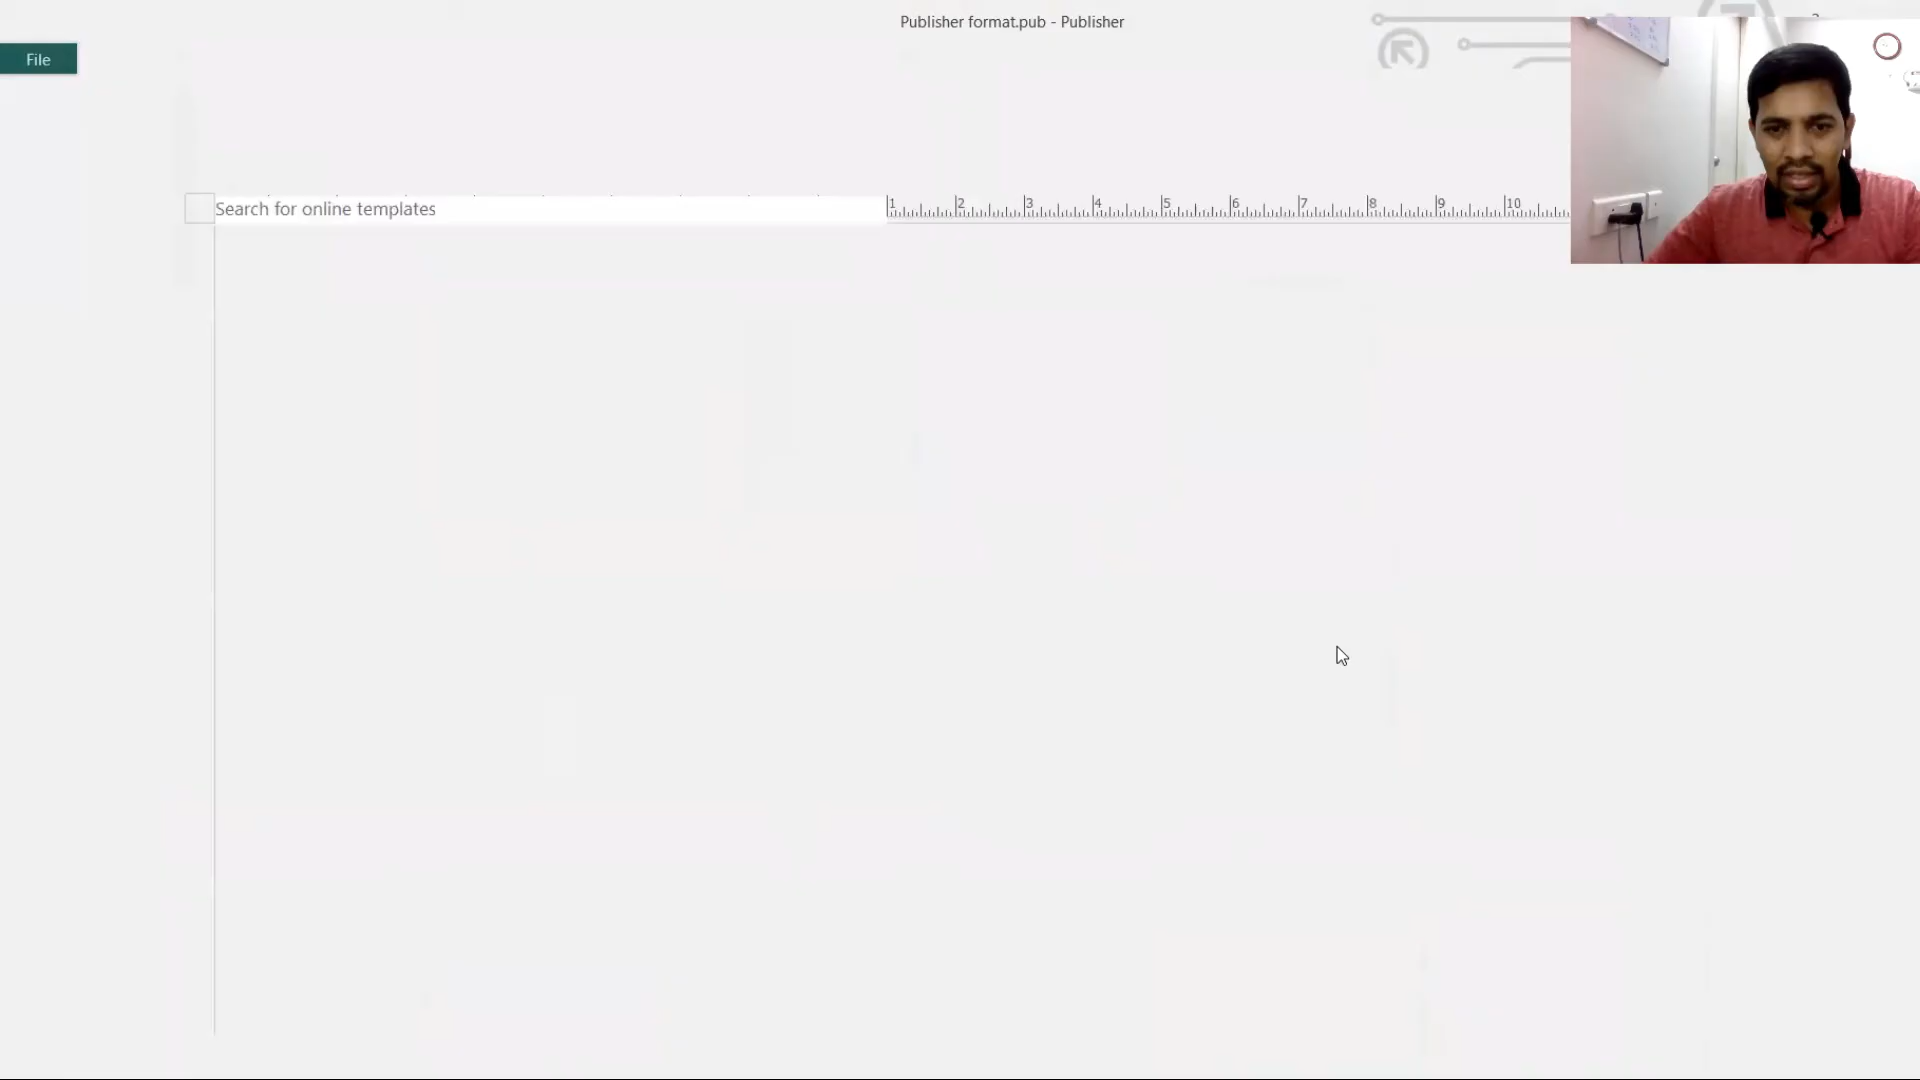 Publisher format.pub - Publisher
File
Search for online templates
1 2 3 4 5 6 7 8 9 10